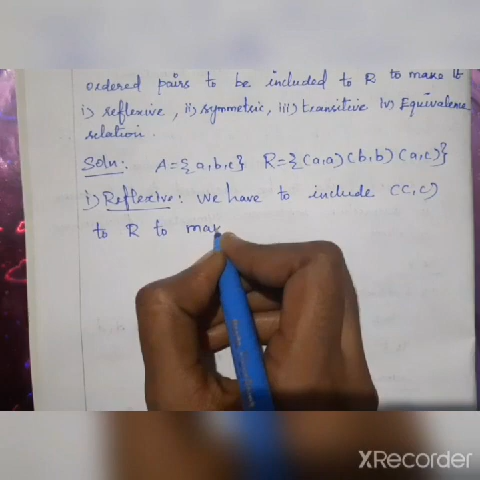 ordered pairs to be included to R to make it
i) reflexive, ii) symmetric, iii) transitive iv) Equivalence
relation.
Soln: A={a,b,c} R={(a,a)(b,b)(a,c)}
i) Reflexive: We have to include (c,c)
to R to mak
XRecorder